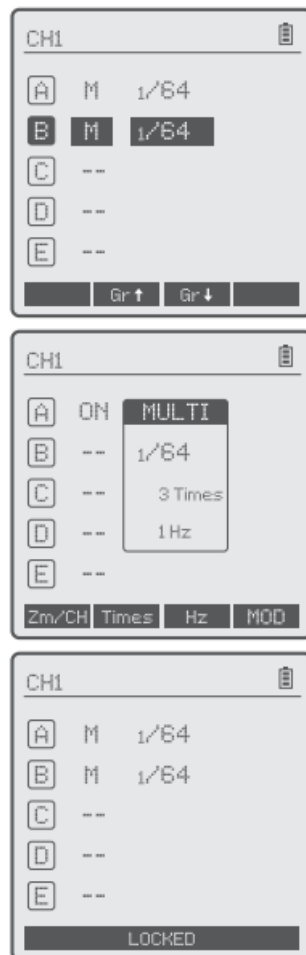 CH1
A M 1/64
B M 1/64
C --
D --
E --
Gr↑ Gr↓
CH1
A ON MULTI
B -- 1/64
C -- 3 Times
D -- 1 Hz
E --
Zm/CH Times Hz MOD
CH1
A M 1/64
B M 1/64
C --
D --
E --
LOCKED